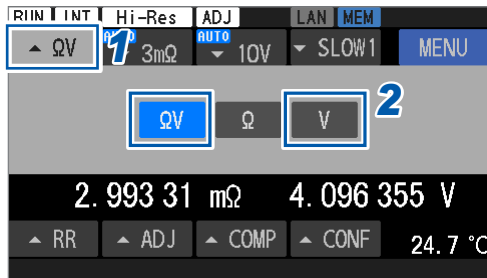 RUN INT Hi-Res ADJ LAN MEM
ΩV 1 AUTO 3mΩ AUTO 10V SLOW1 MENU
ΩV Ω V 2
2.993 31 mΩ 4.096 355 V
RR ADJ COMP CONF 24.7 °C